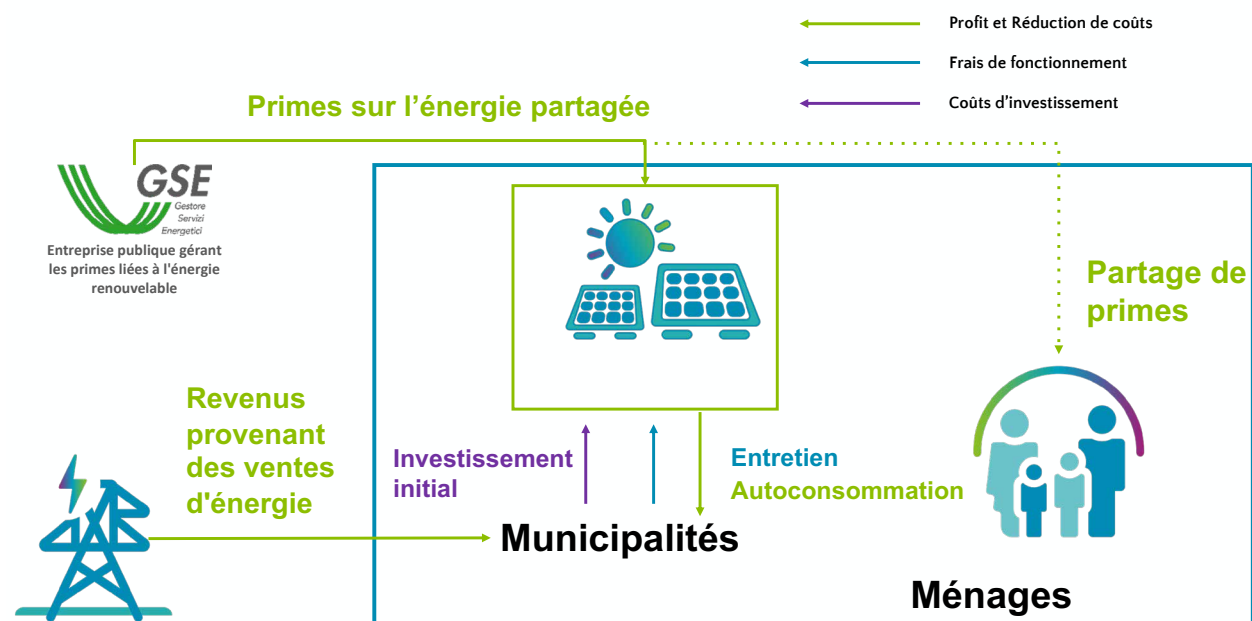 Profit et Réduction de coûts
Frais de fonctionnement
Coûts d'investissement
Primes sur l'énergie partagée
GSE
Gestore
Servizi
Energetici
Entreprise publique gérant
les primes liées à l'énergie
renouvelable
Partage de
primes
Revenus
provenant
des ventes
d'énergie
Investissement
initial
Entretien
Autoconsommation
Municipalités
Ménages